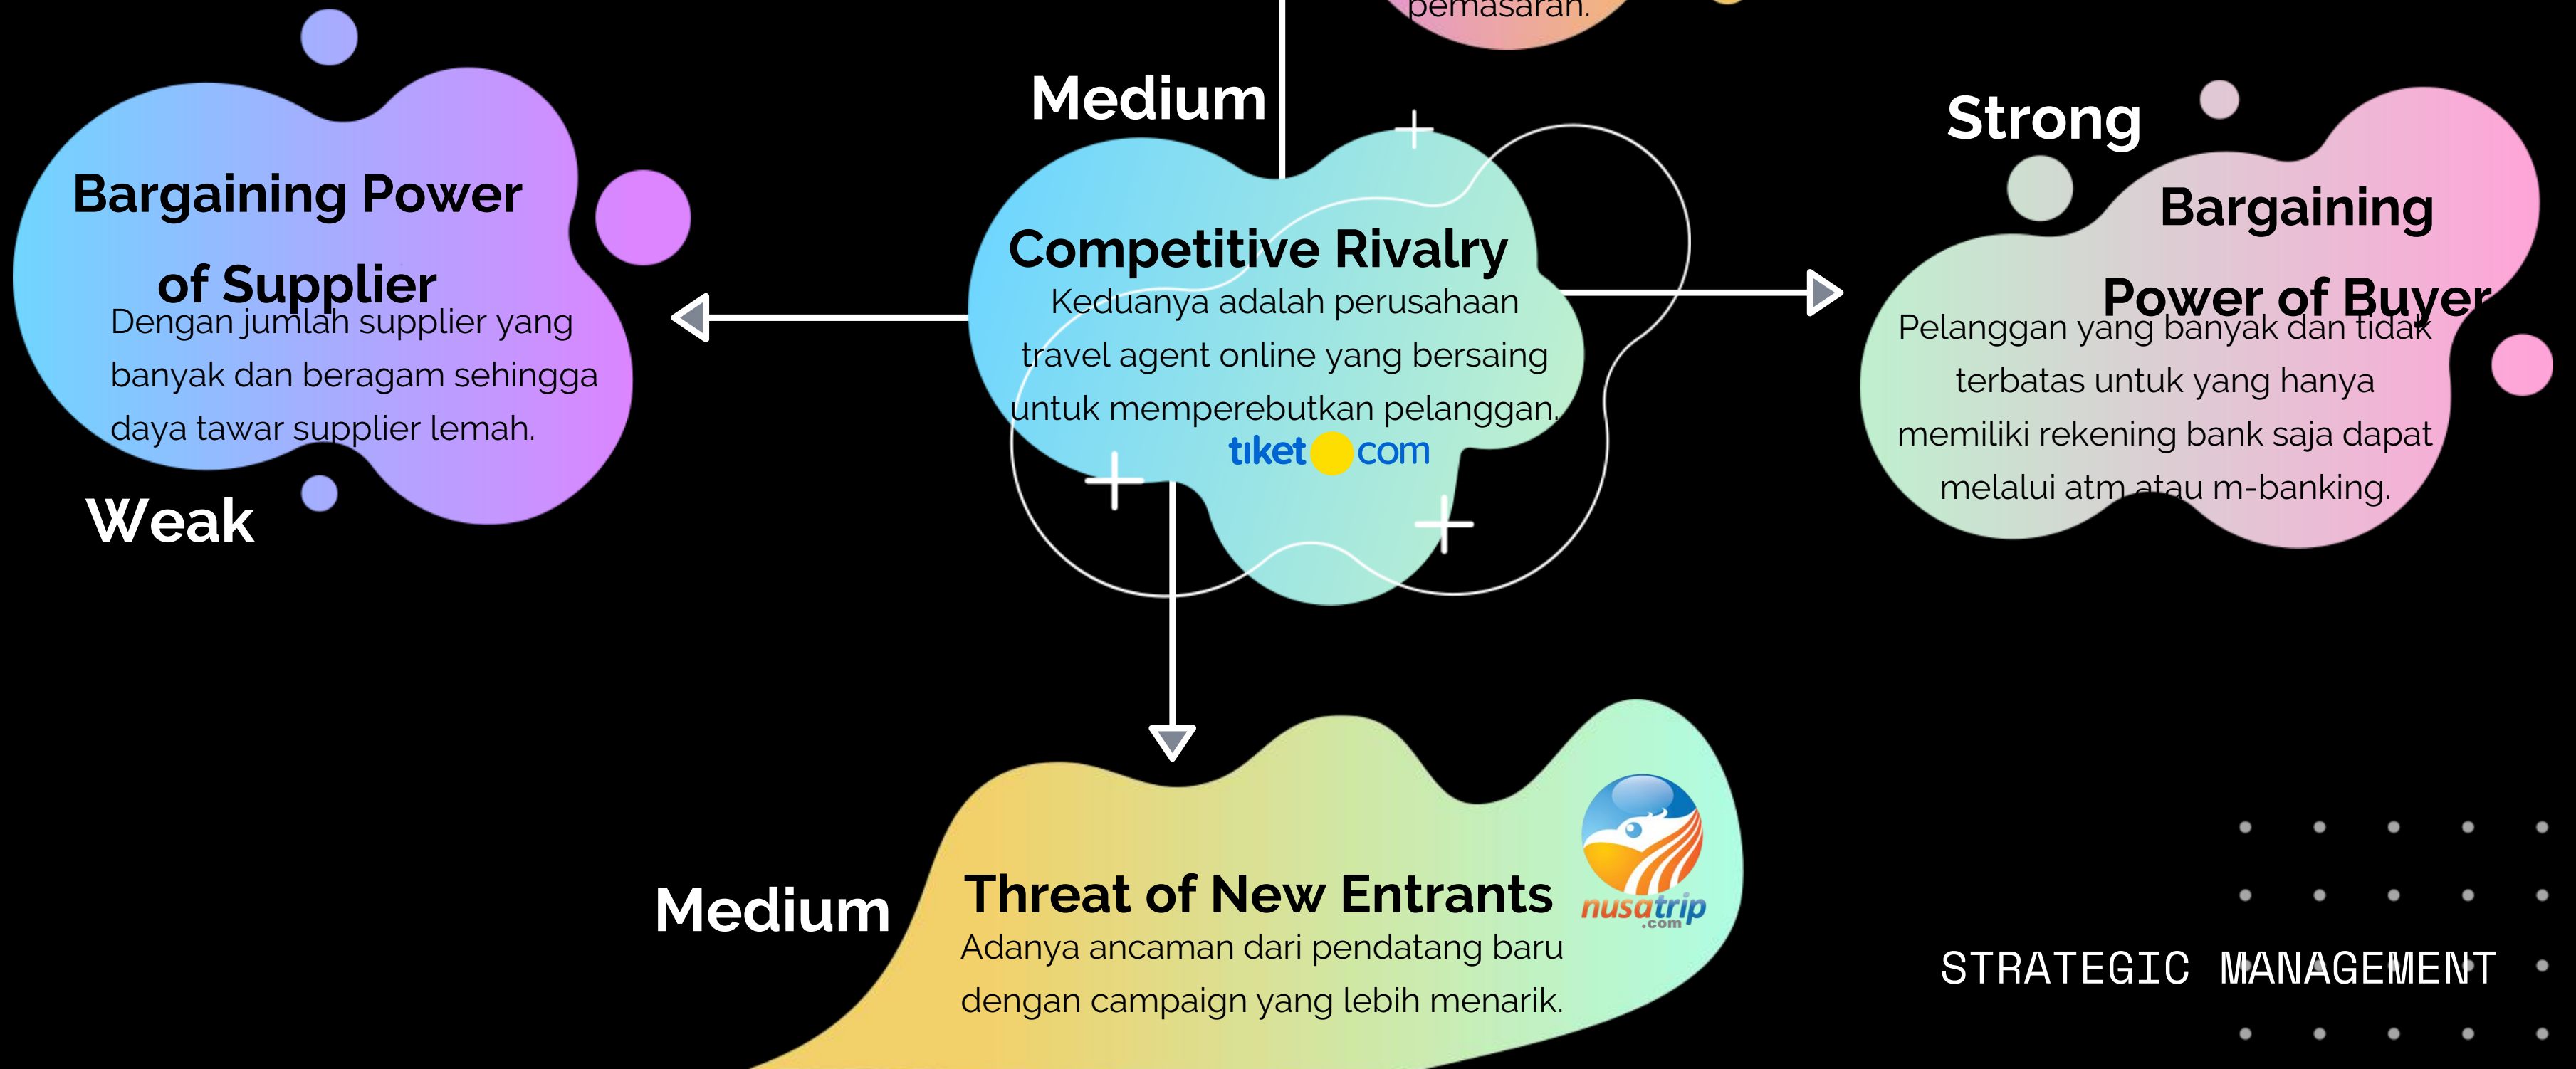 pemasaran.
Medium
Strong
Bargaining Power
of Supplier
Dengan jumlah supplier yang
banyak dan beragam sehingga
daya tawar supplier lemah.
Weak
Competitive Rivalry
Keduanya adalah perusahaan
travel agent online yang bersaing
untuk memperebutkan pelanggan.
tiket com
Bargaining
Power of Buyer
Pelanggan yang banyak dan tidak
terbatas untuk yang hanya
memiliki rekening bank saja dapat
melalui atm atau m-banking.
Medium
Threat of New Entrants
Adanya ancaman dari pendatang baru
dengan campaign yang lebih menarik.
nusatrip
.com
STRATEGIC MANAGEMENT